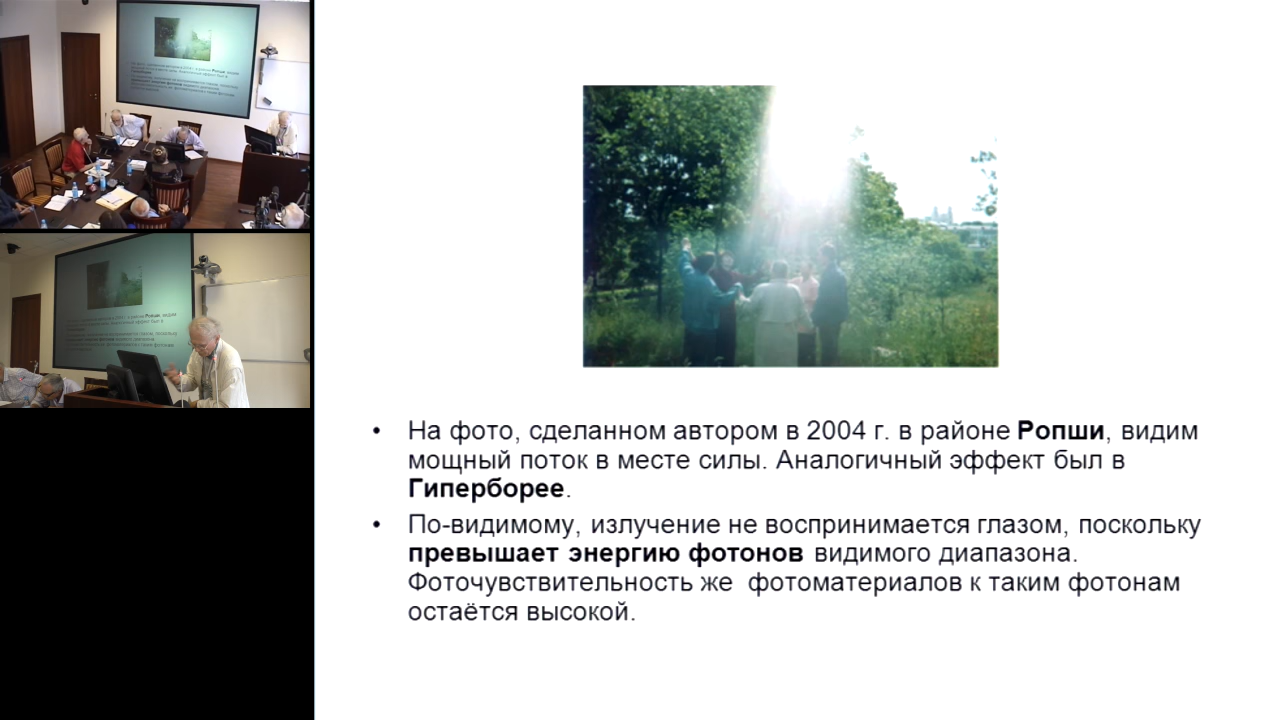 На фото, сделанном автором в 2004 г. в районе Ропши, видим
мощный поток в месте силы. Аналогичный эффект был в
Гиперборее.
По-видимому, излучение не воспринимается глазом, поскольку
превышает энергию фотонов видимого диапазона.
Фоточувствительность же фотоматериалов к таким фотонам
остаётся высокой.